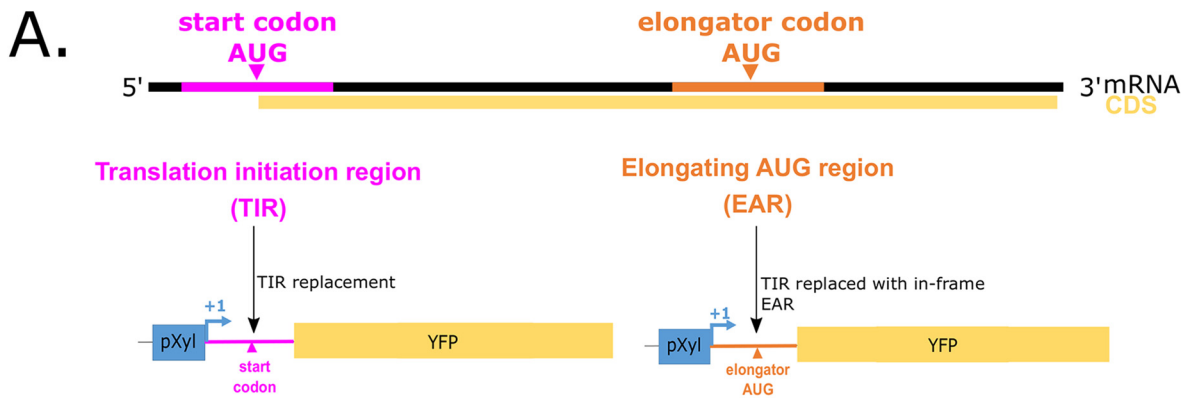 A.
start codon
AUG
elongator codon
AUG
5'
3'mRNA
CDS
Translation initiation region
(TIR)
Elongating AUG region
(EAR)
TIR replacement
TIR replaced with in-frame
EAR
+1
pXyl
YFP
start
codon
+1
pXyl
YFP
elongator
AUG